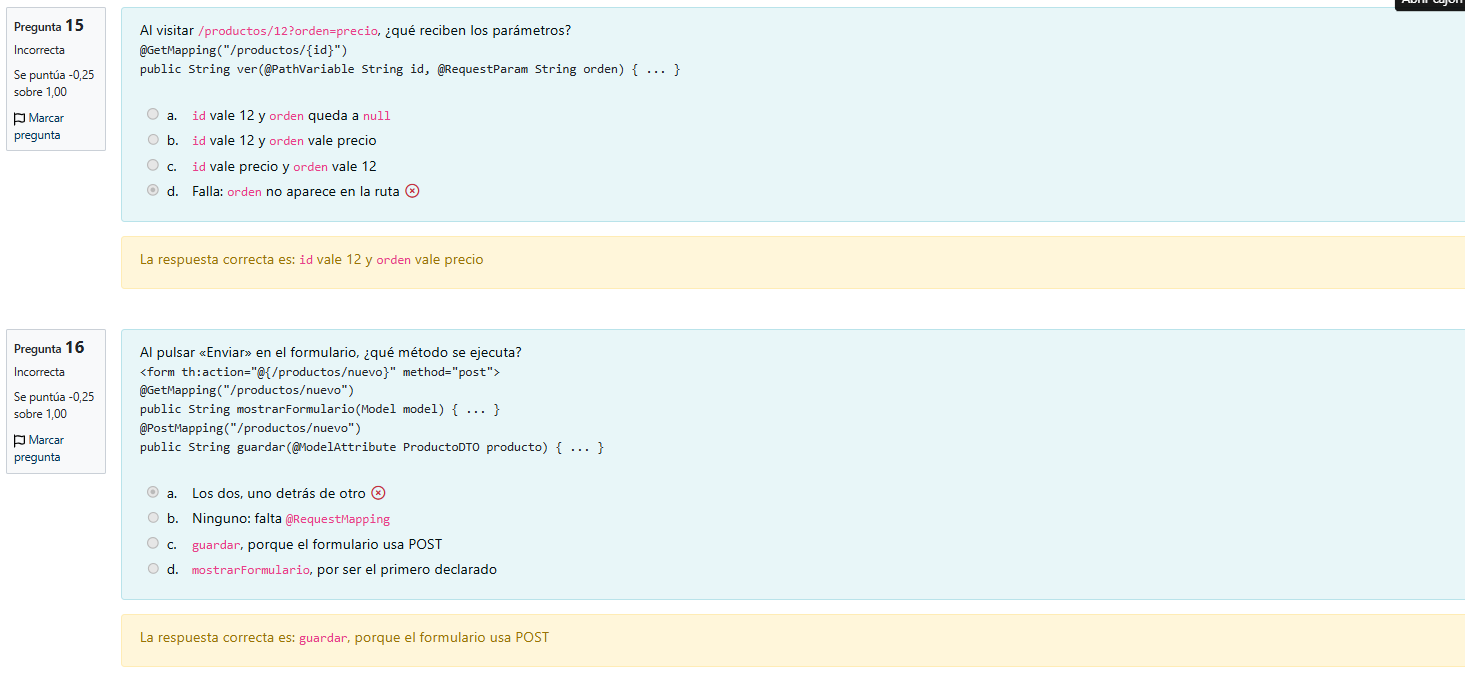 Abrir cajón
Pregunta 15
Incorrecta
Se puntúa -0,25
sobre 1,00
Marcar
pregunta
Al visitar /productos/12?orden=precio, ¿qué reciben los parámetros?
@GetMapping("/productos/{id}")
public String ver(@PathVariable String id, @RequestParam String orden) { ... }
a. id vale 12 y orden queda a null
b. id vale 12 y orden vale precio
c. id vale precio y orden vale 12
d. Falla: orden no aparece en la ruta
La respuesta correcta es: id vale 12 y orden vale precio
Pregunta 16
Incorrecta
Se puntúa -0,25
sobre 1,00
Marcar
pregunta
Al pulsar «Enviar» en el formulario, ¿qué método se ejecuta?
<form th:action="@{/productos/nuevo}" method="post">
@GetMapping("/productos/nuevo")
public String mostrarFormulario(Model model) { ... }
@PostMapping("/productos/nuevo")
public String guardar(@ModelAttribute ProductoDTO producto) { ... }
a. Los dos, uno detrás de otro
b. Ninguno: falta @RequestMapping
c. guardar, porque el formulario usa POST
d. mostrarFormulario, por ser el primero declarado
La respuesta correcta es: guardar, porque el formulario usa POST